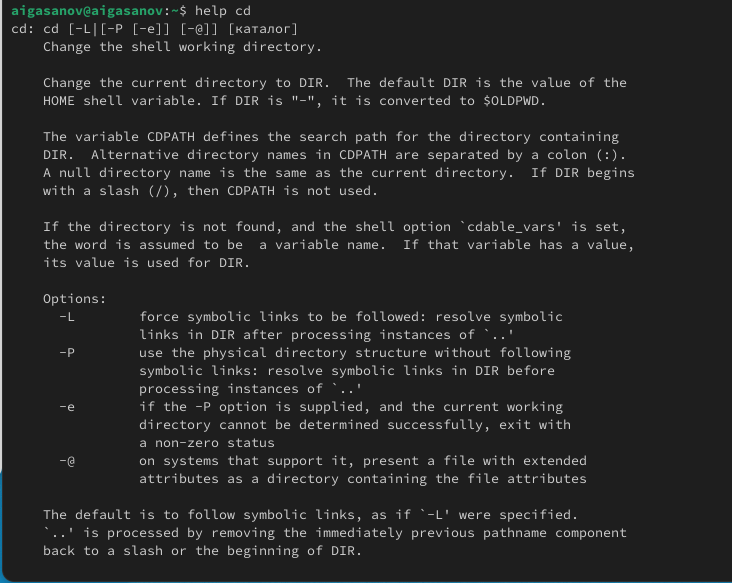 aigasanov@aigasanov:~$ help cd
cd: cd [-L|[-P [-e]] [-@]] [каталог]
    Change the shell working directory.

    Change the current directory to DIR.  The default DIR is the value of the
    HOME shell variable. If DIR is "-", it is converted to $OLDPWD.

    The variable CDPATH defines the search path for the directory containing
    DIR.  Alternative directory names in CDPATH are separated by a colon (:).
    A null directory name is the same as the current directory.  If DIR begins
    with a slash (/), then CDPATH is not used.

    If the directory is not found, and the shell option `cdable_vars' is set,
    the word is assumed to be  a variable name.  If that variable has a value,
    its value is used for DIR.

    Options:
      -L        force symbolic links to be followed: resolve symbolic
                links in DIR after processing instances of `..'
      -P        use the physical directory structure without following
                symbolic links: resolve symbolic links in DIR before
                processing instances of `..'
      -e        if the -P option is supplied, and the current working
                directory cannot be determined successfully, exit with
                a non-zero status
      -@        on systems that support it, present a file with extended
                attributes as a directory containing the file attributes

    The default is to follow symbolic links, as if `-L' were specified.
    `..' is processed by removing the immediately previous pathname component
    back to a slash or the beginning of DIR.